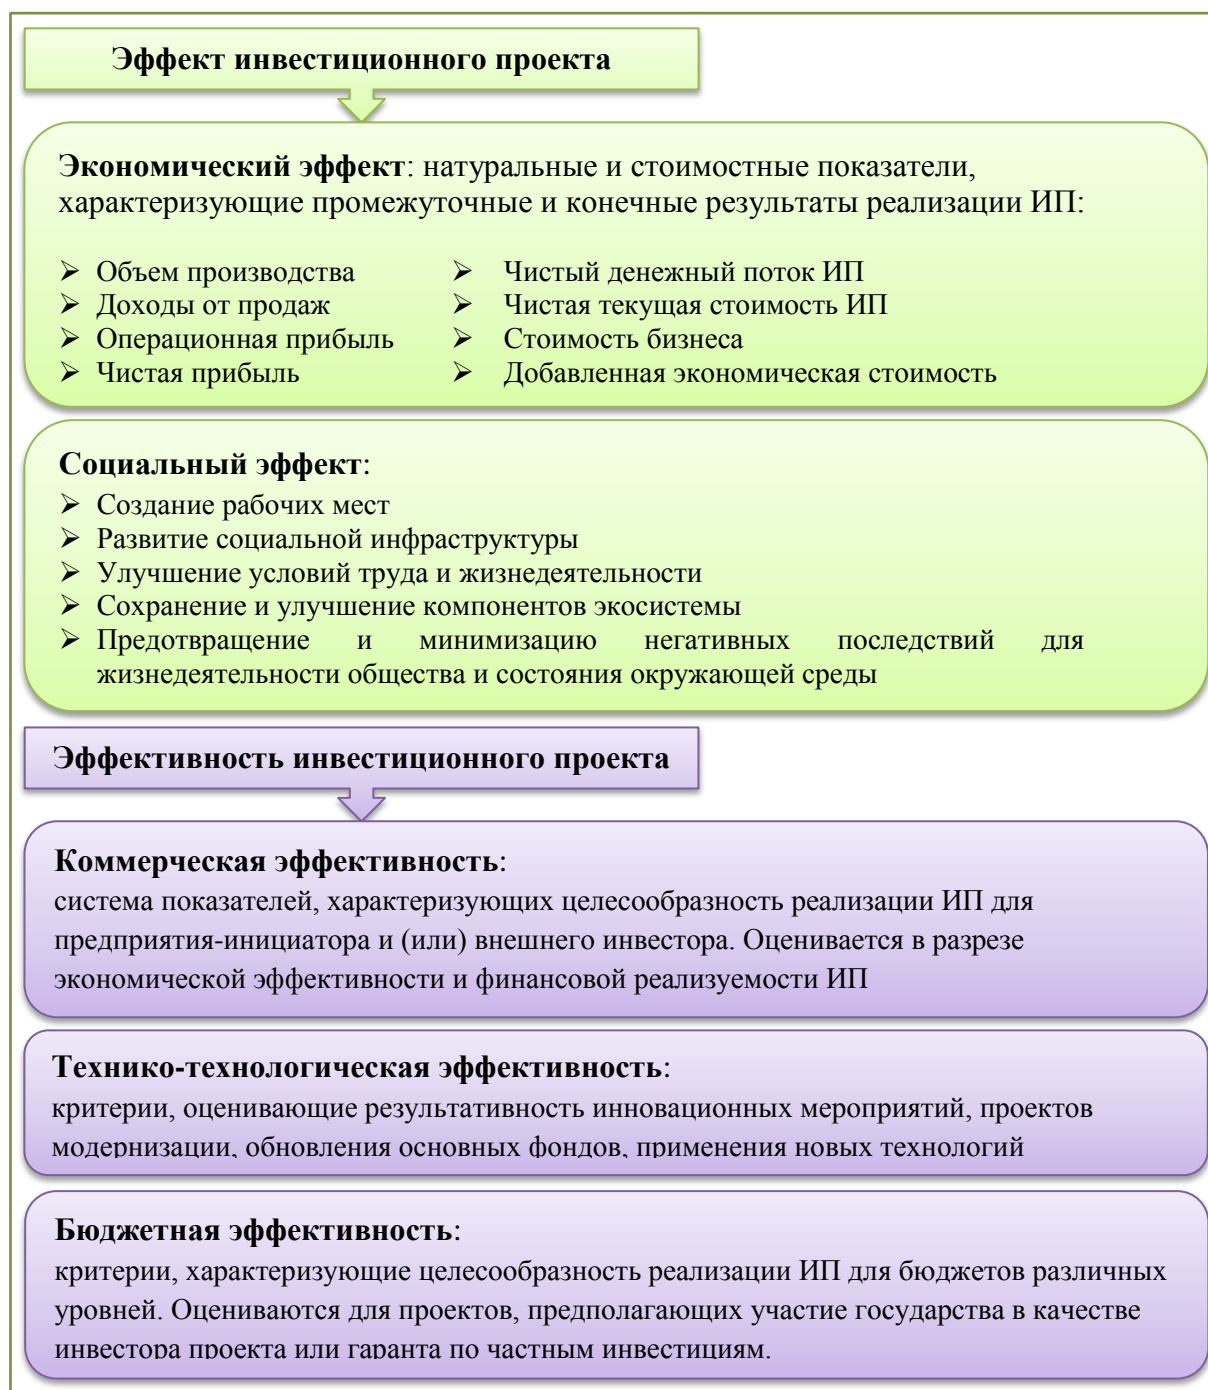 Эффект инвестиционного проекта
Экономический эффект: натуральные и стоимостные показатели,
характеризующие промежуточные и конечные результаты реализации ИП:
➢ Объем производства
➢ Доходы от продаж
➢ Операционная прибыль
➢ Чистая прибыль
➢ Чистый денежный поток ИП
➢ Чистая текущая стоимость ИП
➢ Стоимость бизнеса
➢ Добавленная экономическая стоимость
Социальный эффект:
➢ Создание рабочих мест
➢ Развитие социальной инфраструктуры
➢ Улучшение условий труда и жизнедеятельности
➢ Сохранение и улучшение компонентов экосистемы
➢ Предотвращение и минимизацию негативных последствий для
жизнедеятельности общества и состояния окружающей среды
Эффективность инвестиционного проекта
Коммерческая эффективность:
система показателей, характеризующих целесообразность реализации ИП для
предприятия-инициатора и (или) внешнего инвестора. Оценивается в разрезе
экономической эффективности и финансовой реализуемости ИП
Технико-технологическая эффективность:
критерии, оценивающие результативность инновационных мероприятий, проектов
модернизации, обновления основных фондов, применения новых технологий
Бюджетная эффективность:
критерии, характеризующие целесообразность реализации ИП для бюджетов различных
уровней. Оцениваются для проектов, предполагающих участие государства в качестве
инвестора проекта или гаранта по частным инвестициям.